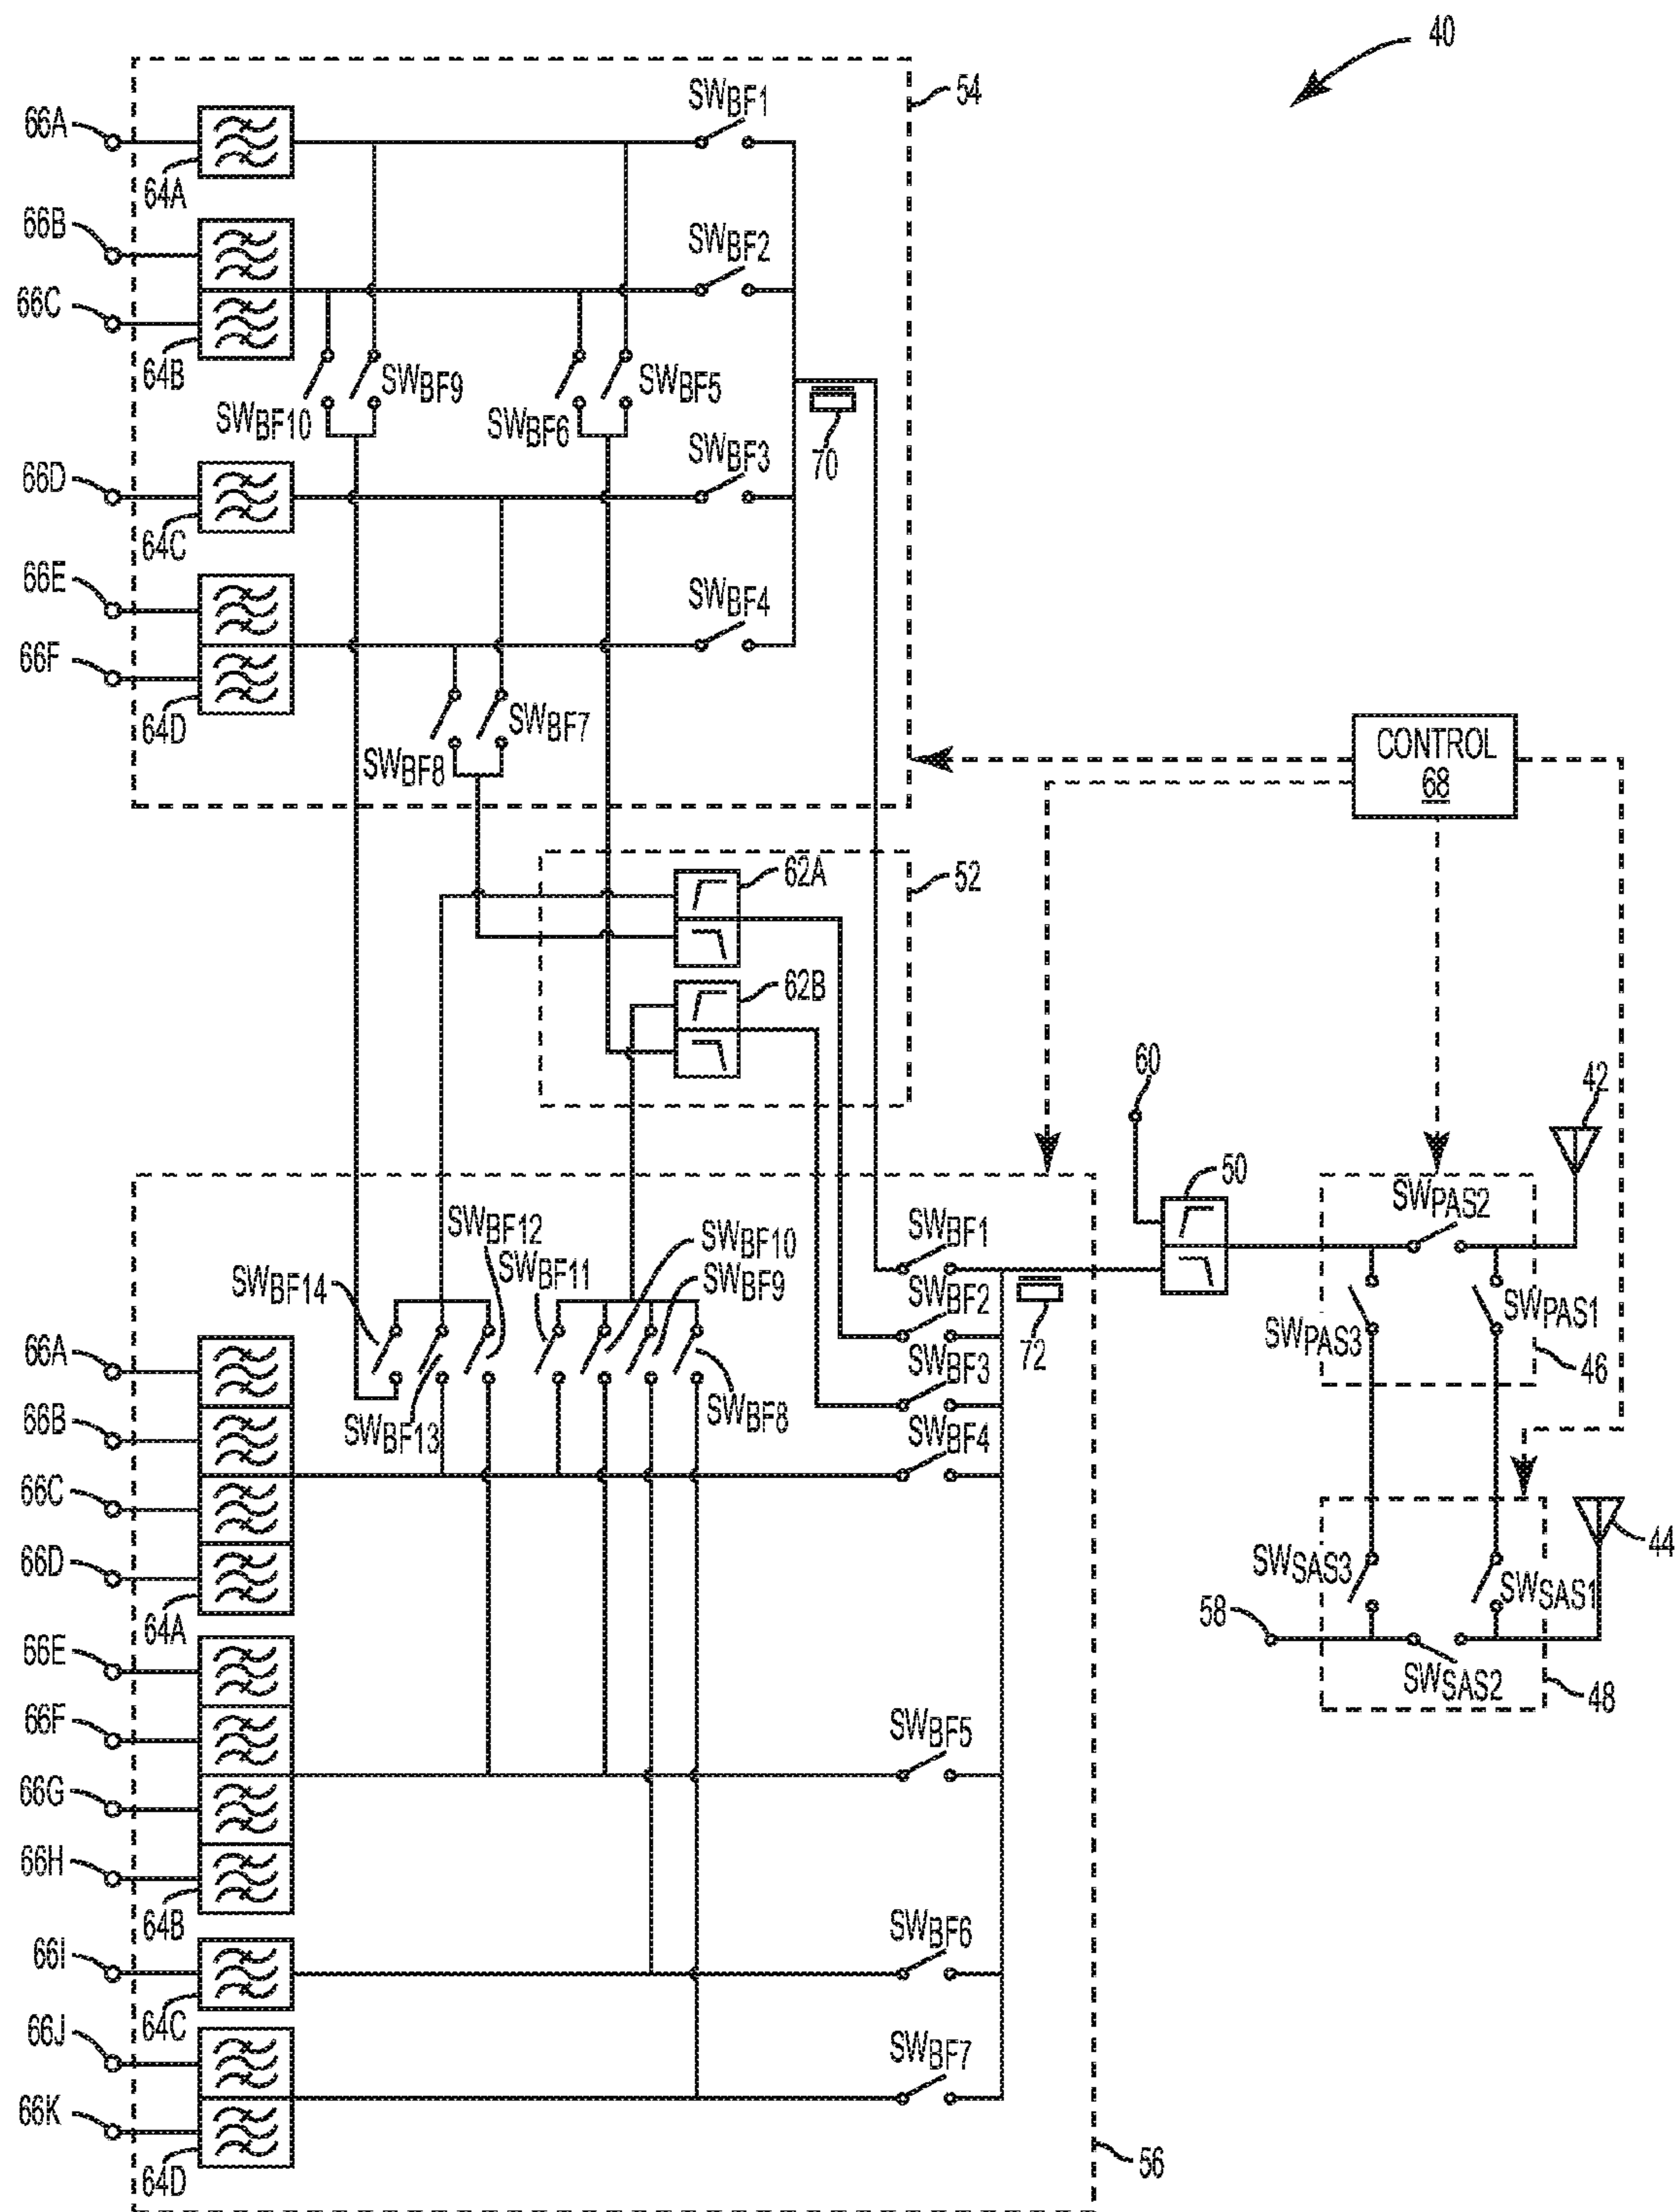 40
54
66A
SWBF1
64A
66B
SWBF2
66C
64B
SWBF9
SWBF5
SWBF10
SWBF6
66D
SWBF3
70
64C
66E
SWBF4
66F
64D
SWBF7
SWBF8
CONTROL
68
62A
52
62B
60
42
50
SWPAS2
SWBF12
SWBF1
SWBF10
SWBF11
SWBF9
SWBF14
SWBF2
SWPAS3
SWPAS1
72
46
66A
SWBF3
SWBF8
66B
SWBF13
SWBF4
66C
66D
44
SWSAS3
SWSAS1
58
64A
66E
SWSAS2
48
66F
SWBF5
66G
66H
64B
66I
SWBF6
64C
66J
SWBF7
66K
56
64D